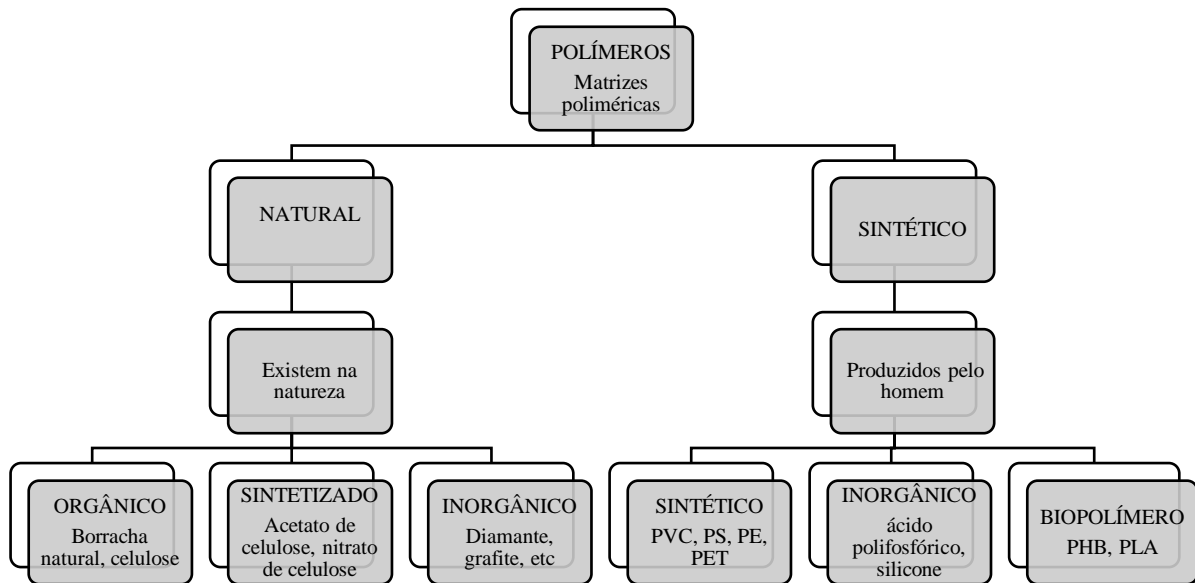 POLÍMEROS
Matrizes
poliméricas
NATURAL
SINTÉTICO
Existem na
natureza
Produzidos pelo
homem
ORGÂNICO
Borracha
natural, celulose
SINTETIZADO
Acetato de
celulose, nitrato
de celulose
INORGÂNICO
Diamante,
grafite, etc
SINTÉTICO
PVC, PS, PE,
PET
INORGÂNICO
ácido
polifosfórico,
silicone
BIOPOLÍMERO
PHB, PLA